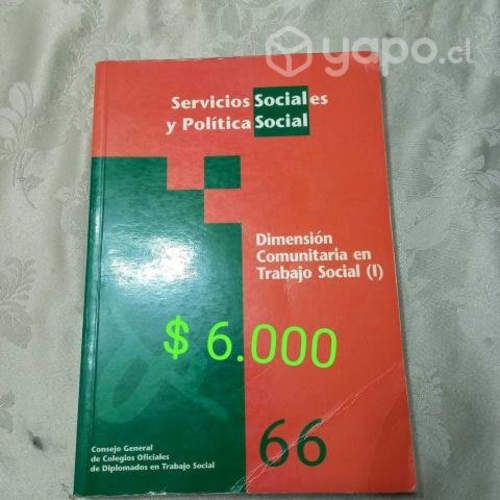 yapo.cl
Servicios Sociales
y Política Social
Dimensión
Comunitaria en
Trabajo Social (I)
$ 6.000
Consejo General
de Colegios Oficiales
de Diplomados en Trabajo Social
66